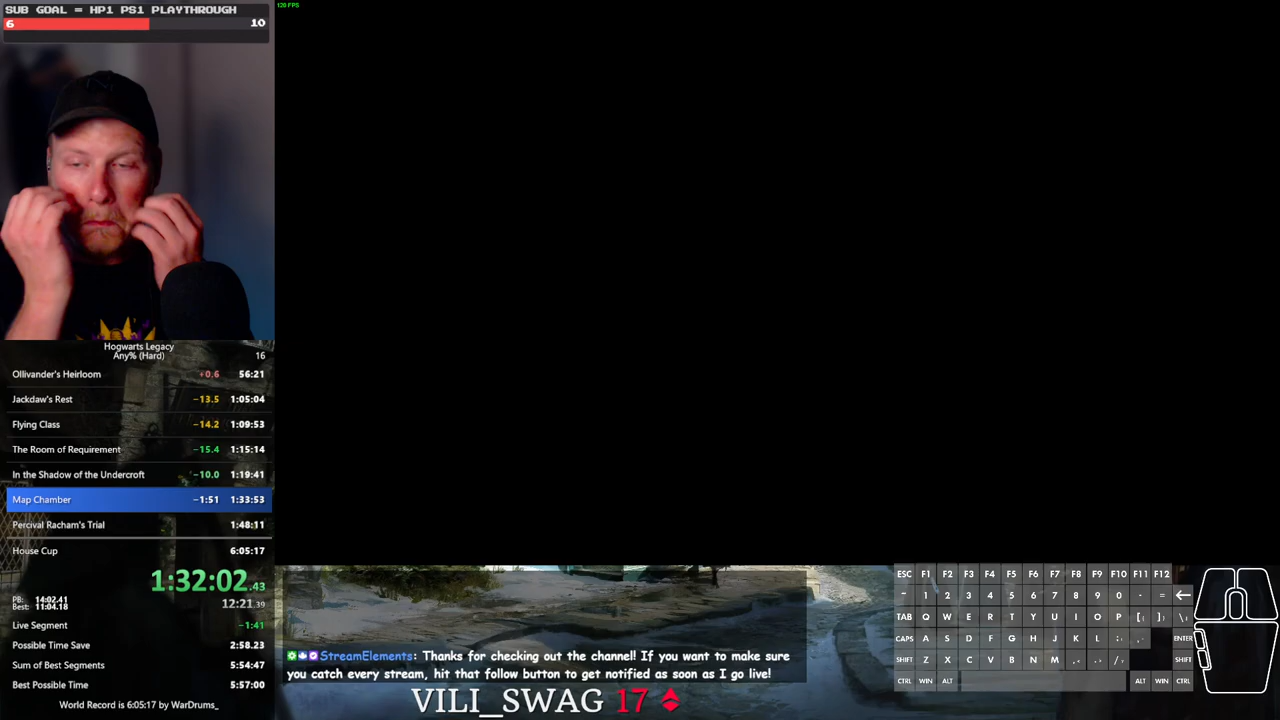 SUB GOAL = HP1 PS1 PLAYTHROUGH
6 10
120 FPS
Hogwarts Legacy
Any% (Hard) 16
Ollivander's Heirloom +0.6 56:21
Jackdaw's Rest −13.5 1:05:04
Flying Class −14.2 1:09:53
The Room of Requirement −15.4 1:15:14
In the Shadow of the Undercroft −10.0 1:19:41
Map Chamber −1:51 1:33:53
Percival Racham's Trial 1:48:11
House Cup 6:05:17
1:32:02.43
PB: 14:02.41
Best: 11:04.18
12:21.39
Live Segment −1:41
Possible Time Save 2:58.23
Sum of Best Segments 5:54:47
Best Possible Time 5:57:00
World Record is 6:05:17 by WarDrums_
StreamElements: Thanks for checking out the channel! If you want to make sure
you catch every stream, hit that follow button to get notified as soon as I go live!
VILI_SWAG 17
ESC F1 F2 F3 F4 F5 F6 F7 F8 F9 F10 F11 F12
~ 1 2 3 4 5 6 7 8 9 0 - =
TAB Q W E R T Y U I O P [ ] \
CAPS A S D F G H J K L ; ENTER
SHIFT Z X C V B N M , . / SHIFT
CTRL WIN ALT ALT WIN CTRL